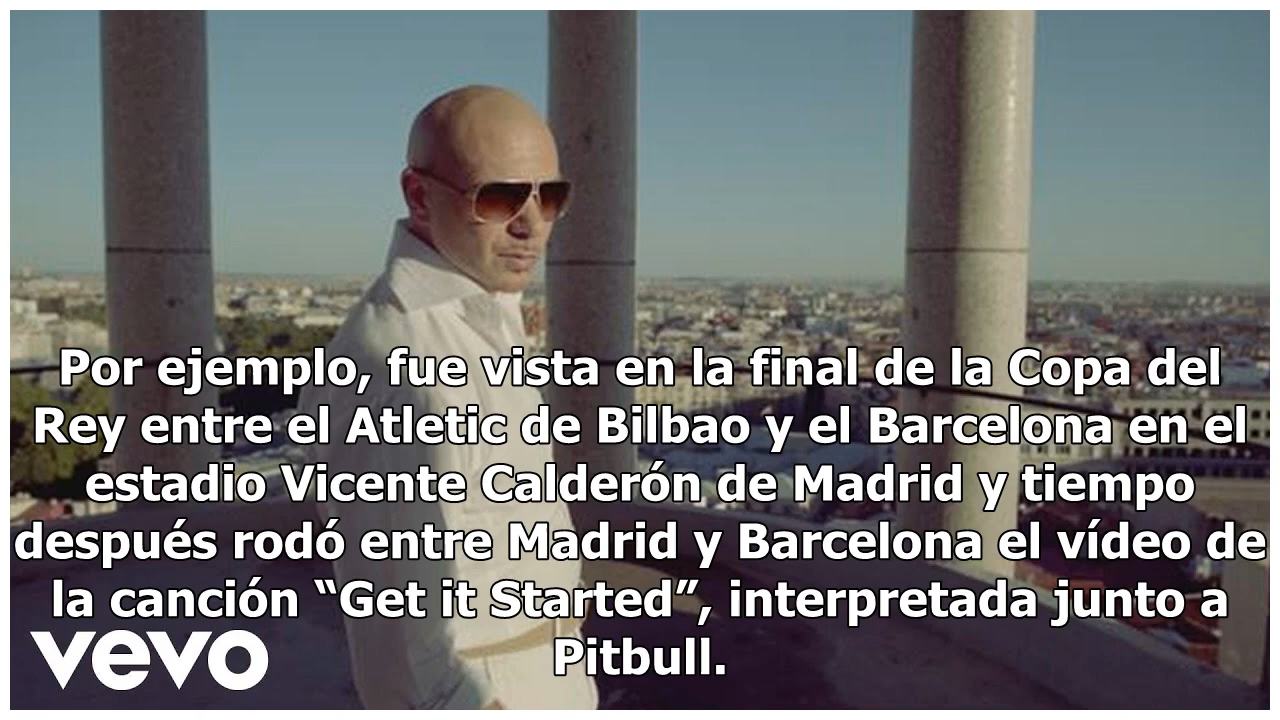 Por ejemplo, fue vista en la final de la Copa del
Rey entre el Atletic de Bilbao y el Barcelona en el
estadio Vicente Calderón de Madrid y tiempo
después rodó entre Madrid y Barcelona el vídeo de
la canción “Get it Started”, interpretada junto a
Pitbull.
vevo